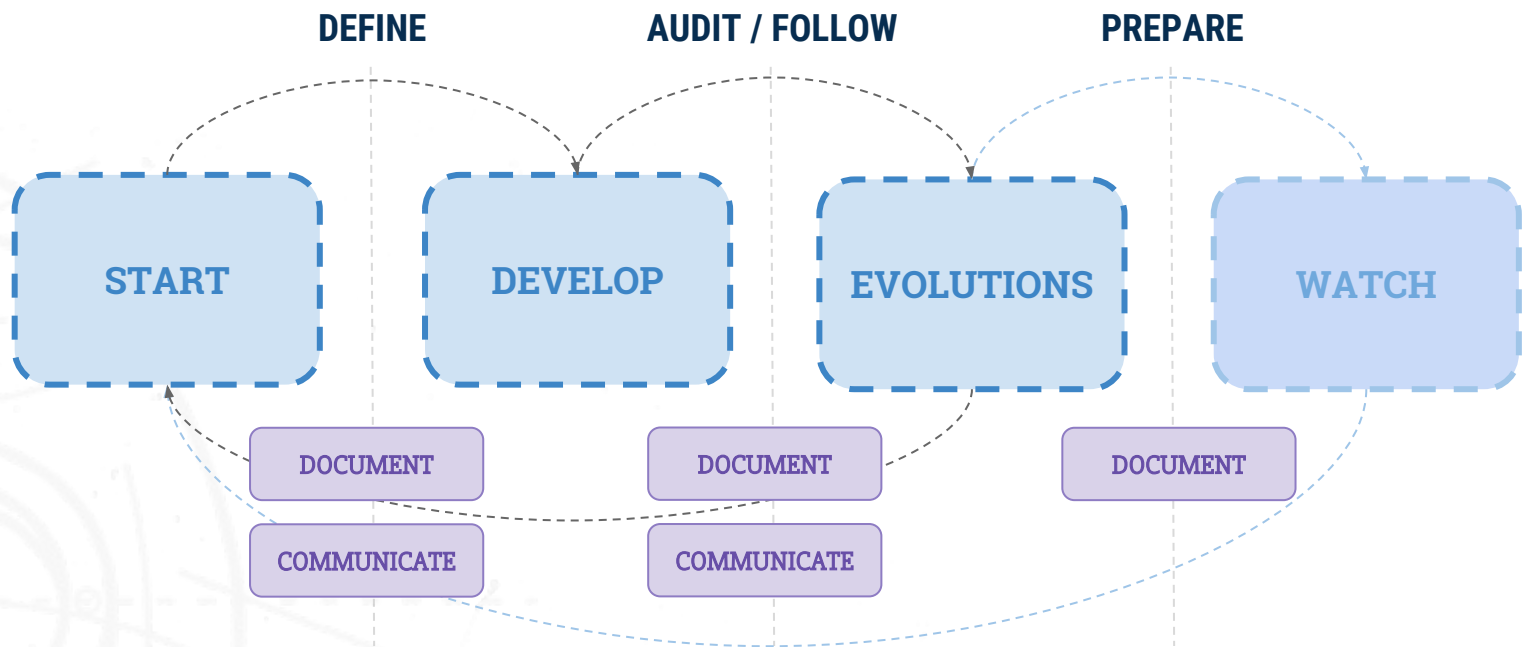 DEFINE
AUDIT / FOLLOW
PREPARE
START
DEVELOP
EVOLUTIONS
WATCH
DOCUMENT
DOCUMENT
DOCUMENT
COMMUNICATE
COMMUNICATE